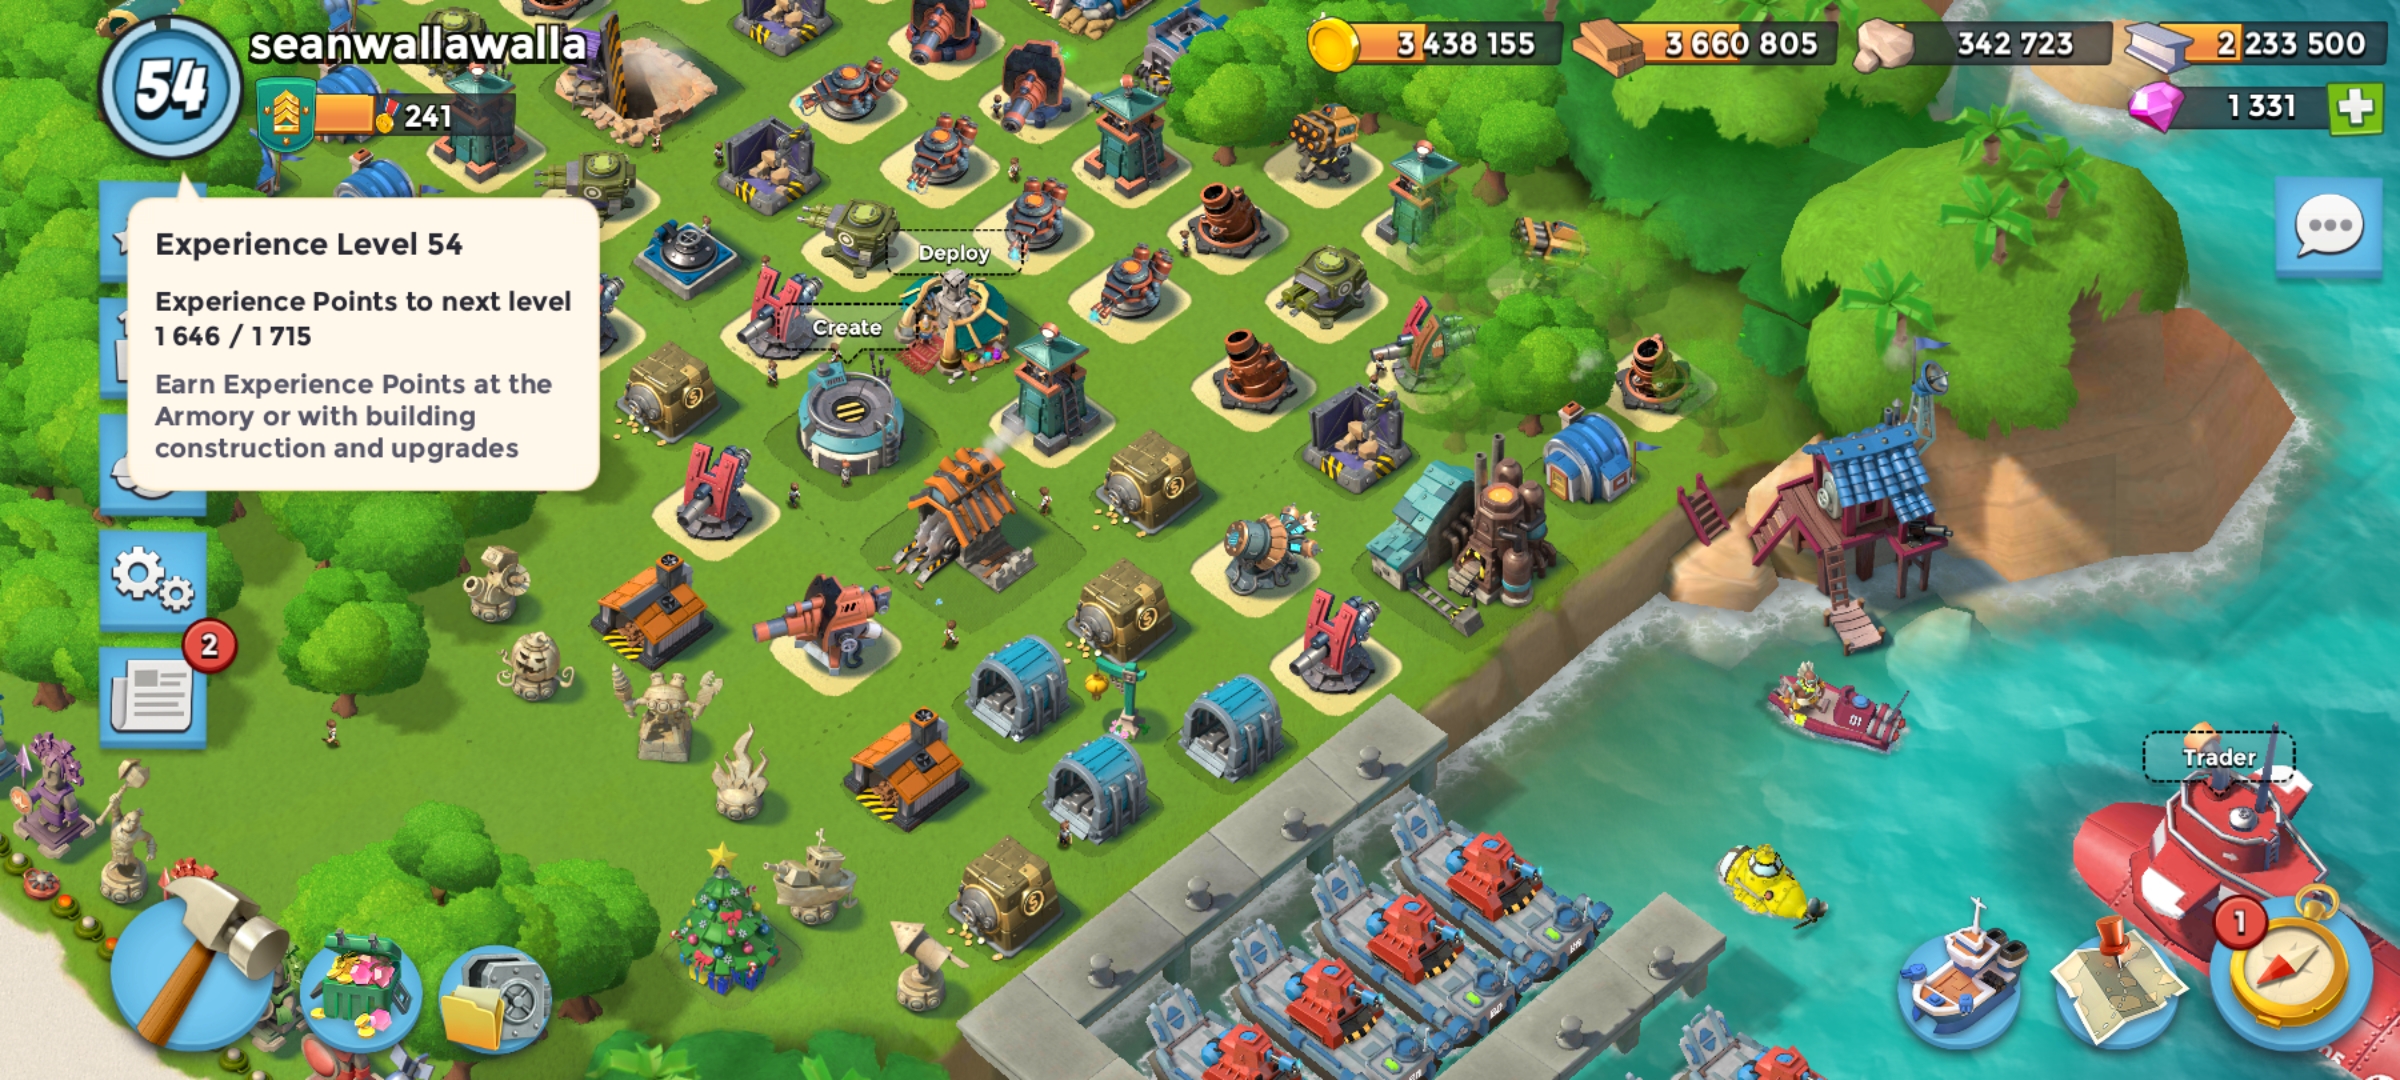 54
seanwallawalla
241
3 438 155
3 660 805
342 723
2 233 500
1 331
Experience Level 54
Experience Points to next level
1 646 / 1 715
Earn Experience Points at the
Armory or with building
construction and upgrades
Deploy
Create
2
01
Trader
1